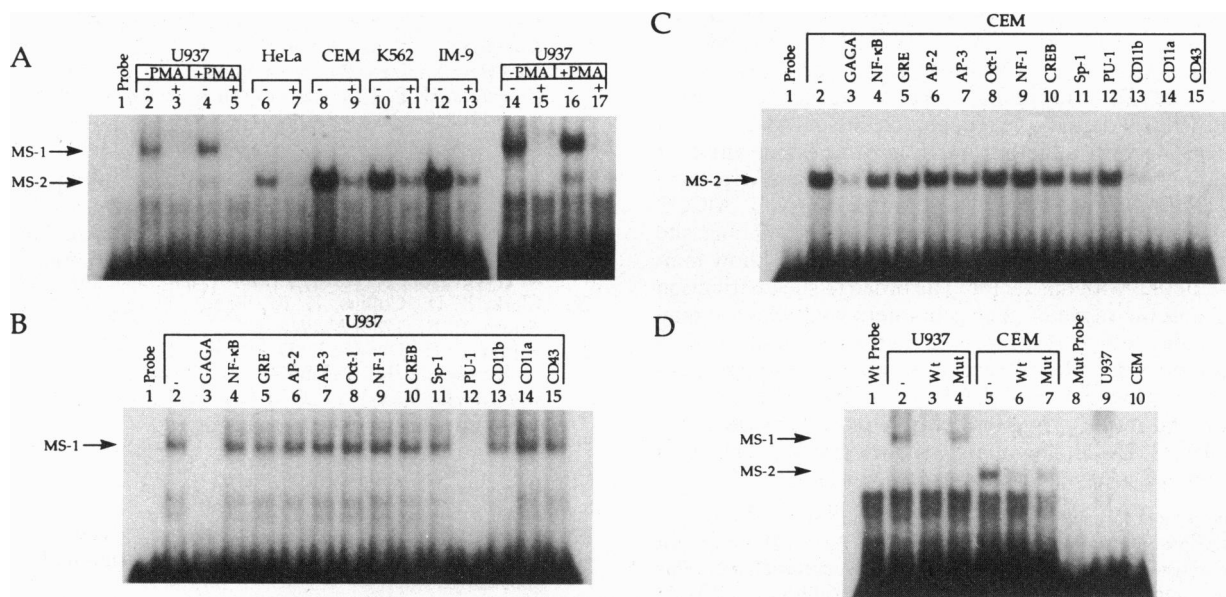 A
U937 HeLa CEM K562 IM-9 U937
Probe -PMA +PMA -PMA +PMA
- + - + - + - + - + - + - + - +
1 2 3 4 5 6 7 8 9 10 11 12 13 14 15 16 17
MS-1
MS-2
B
U937
Probe - GAGA NF-κB GRE AP-2 AP-3 Oct-1 NF-1 CREB Sp-1 PU-1 CD11b CD11a CD43
1 2 3 4 5 6 7 8 9 10 11 12 13 14 15
MS-1
C
CEM
Probe - GAGA NF-κB GRE AP-2 AP-3 Oct-1 NF-1 CREB Sp-1 PU-1 CD11b CD11a CD43
1 2 3 4 5 6 7 8 9 10 11 12 13 14 15
MS-2
D
U937 CEM
Wt Probe - Wt Mut - Wt Mut Mut Probe U937 CEM
1 2 3 4 5 6 7 8 9 10
MS-1
MS-2